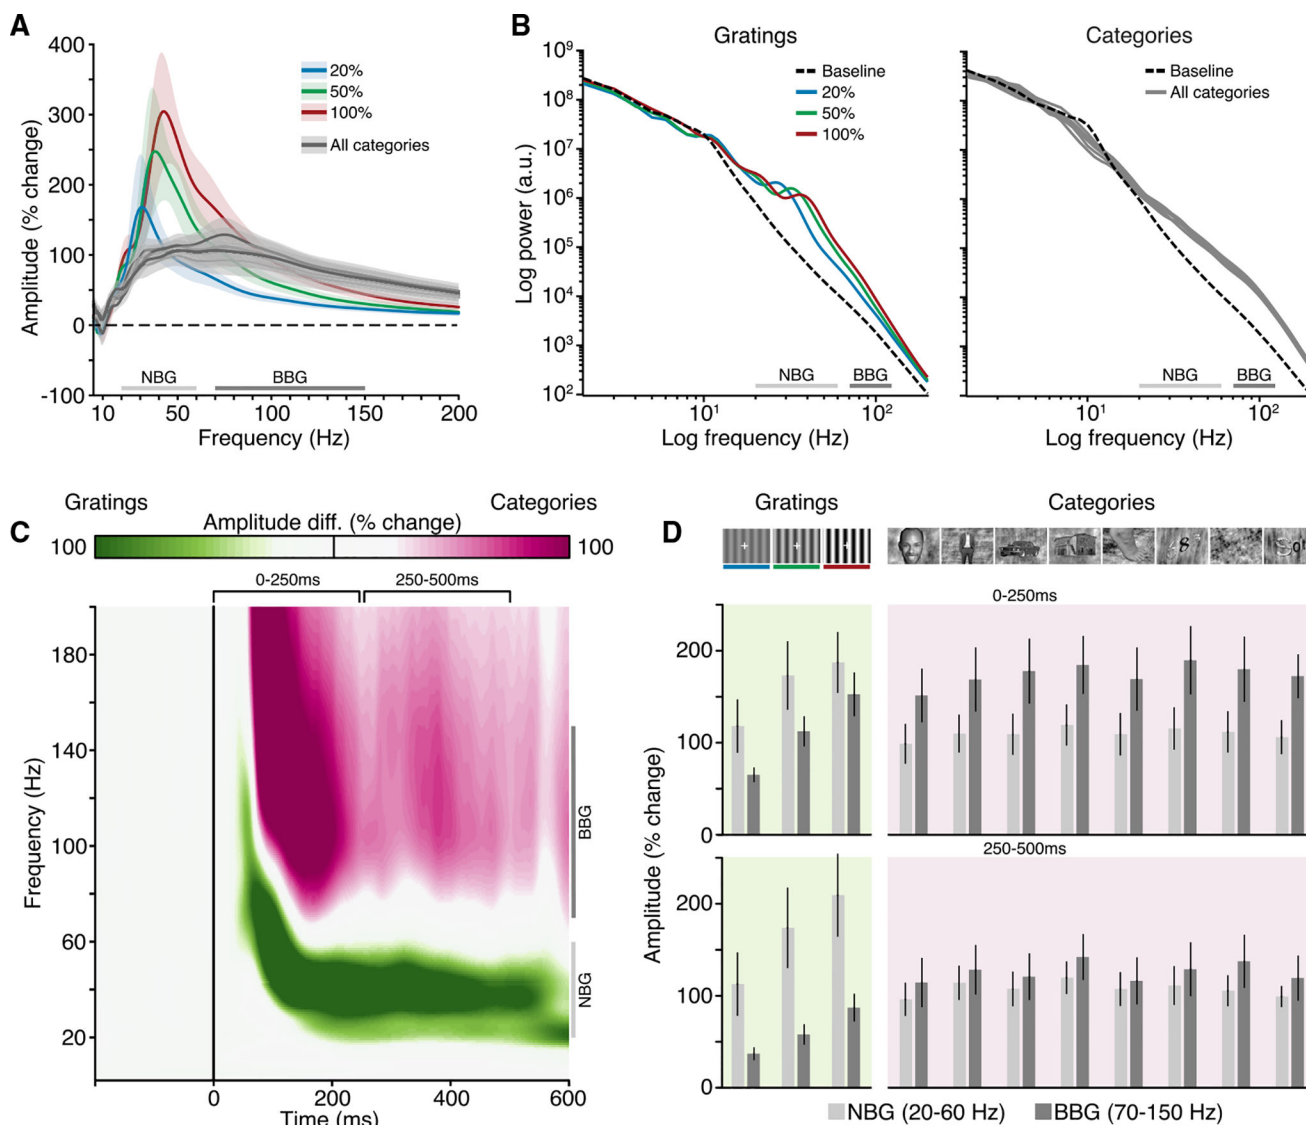 A
400
300
200
100
0
-100
Amplitude (% change)
20%
50%
100%
All categories
NBG
BBG
10
50
100
150
200
Frequency (Hz)
B
Gratings
10⁹
10⁸
10⁷
10⁶
10⁵
10⁴
10³
10²
Log power (a.u.)
Baseline
20%
50%
100%
NBG
BBG
10¹
10²
Log frequency (Hz)
Categories
Baseline
All categories
NBG
BBG
10¹
10²
Log frequency (Hz)
C
Gratings
Categories
Amplitude diff. (% change)
100
100
0-250ms
250-500ms
180
140
100
60
20
Frequency (Hz)
BBG
NBG
0
200
400
600
Time (ms)
D
Gratings
Categories
8
0-250ms
200
100
0
250-500ms
200
100
0
Amplitude (% change)
NBG (20-60 Hz)
BBG (70-150 Hz)